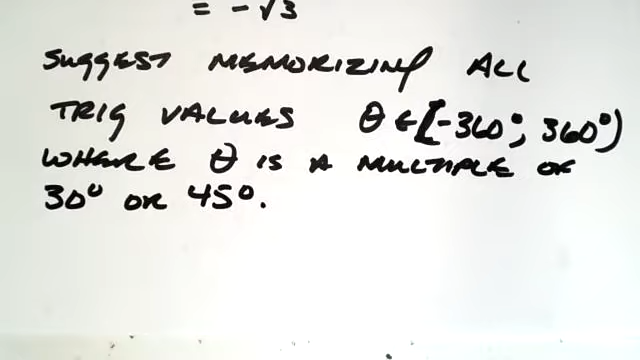 = -√3
SUGGEST MEMORIZING ALL
TRIG VALUES θ ∈ [-360°, 360°)
WHERE θ IS A MULTIPLE OF
30° OR 45°.